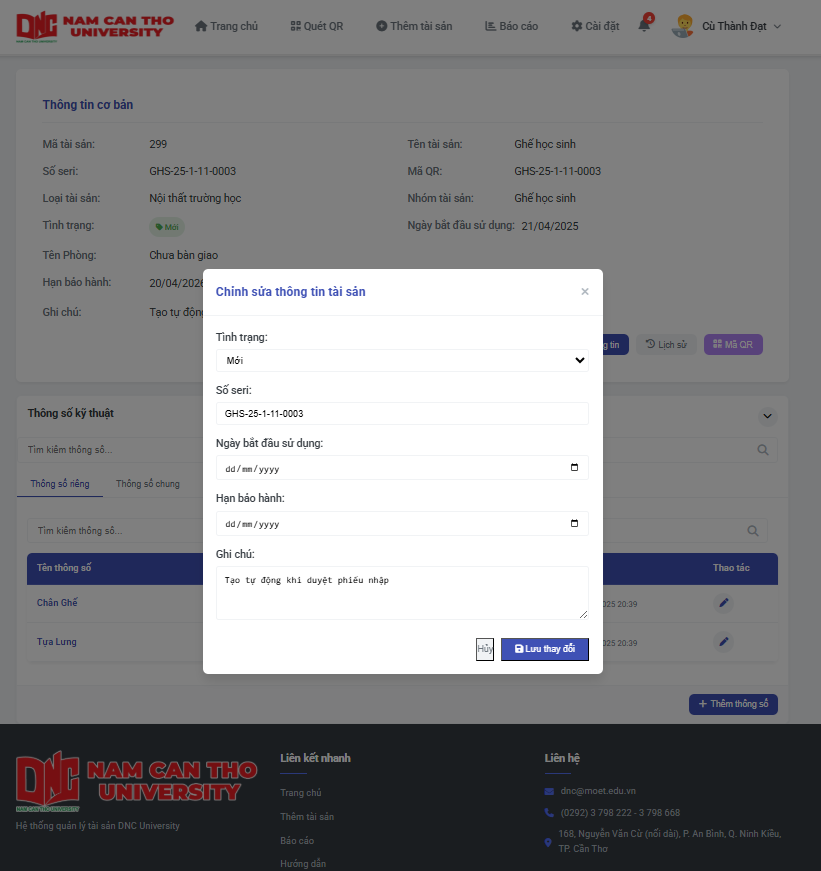 DNC NAM CAN THO UNIVERSITY
NAM CAN THO UNIVERSITY
Trang chủ
Quét QR
Thêm tài sản
Báo cáo
Cài đặt
4
Cù Thành Đạt
Thông tin cơ bản
Mã tài sản: 299
Tên tài sản: Ghế học sinh
Số seri: GHS-25-1-11-0003
Mã QR: GHS-25-1-11-0003
Loại tài sản: Nội thất trường học
Nhóm tài sản: Ghế học sinh
Tình trạng: Mới
Ngày bắt đầu sử dụng: 21/04/2025
Tên Phòng: Chưa bàn giao
Hạn bảo hành: 20/04/2026
Ghi chú: Tạo tự độn
g tin
Lịch sử
Mã QR
Chỉnh sửa thông tin tài sản
×
Tình trạng:
Mới
Số seri:
GHS-25-1-11-0003
Ngày bắt đầu sử dụng:
dd/mm/yyyy
Hạn bảo hành:
dd/mm/yyyy
Ghi chú:
Tạo tự động khi duyệt phiếu nhập
Hủy
Lưu thay đổi
Thông số kỹ thuật
Tìm kiếm thông số...
Thông số riêng
Thông số chung
Tìm kiếm thông số...
Tên thông số
Thao tác
Chân Ghế
025 20:39
Tựa Lưng
025 20:39
+ Thêm thông số
DNC NAM CAN THO
UNIVERSITY
NAM CAN THO UNIVERSITY
Hệ thống quản lý tài sản DNC University
Liên kết nhanh
Trang chủ
Thêm tài sản
Báo cáo
Hướng dẫn
Liên hệ
dnc@moet.edu.vn
(0292) 3 798 222 - 3 798 668
168, Nguyễn Văn Cừ (nối dài), P. An Bình, Q. Ninh Kiều,
TP. Cần Thơ